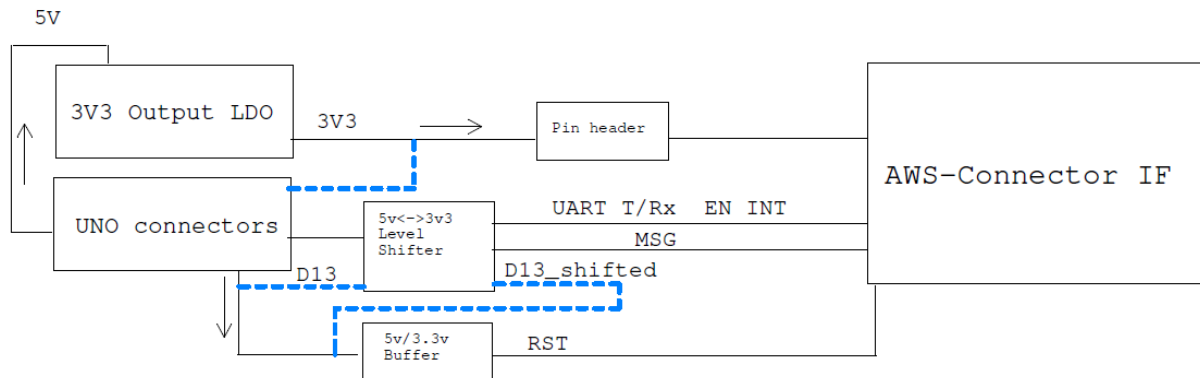 5V
3V3 Output LDO
3V3
Pin header
AWS-Connector IF
UNO connectors
5v<->3v3
Level
Shifter
UART T/Rx EN INT
MSG
D13
D13_shifted
5v/3.3v
Buffer
RST